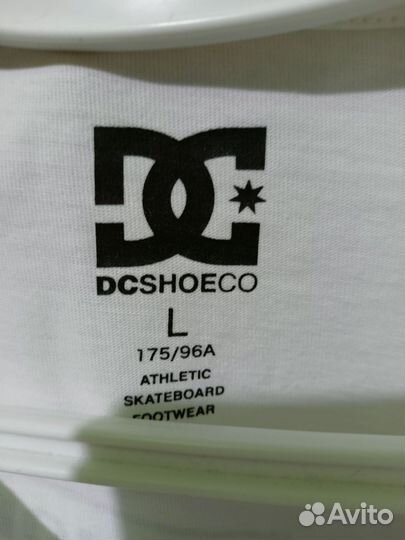 DC
DCSHOECO
L
175/96A
ATHLETIC
SKATEBOARD
FOOTWEAR
Avito